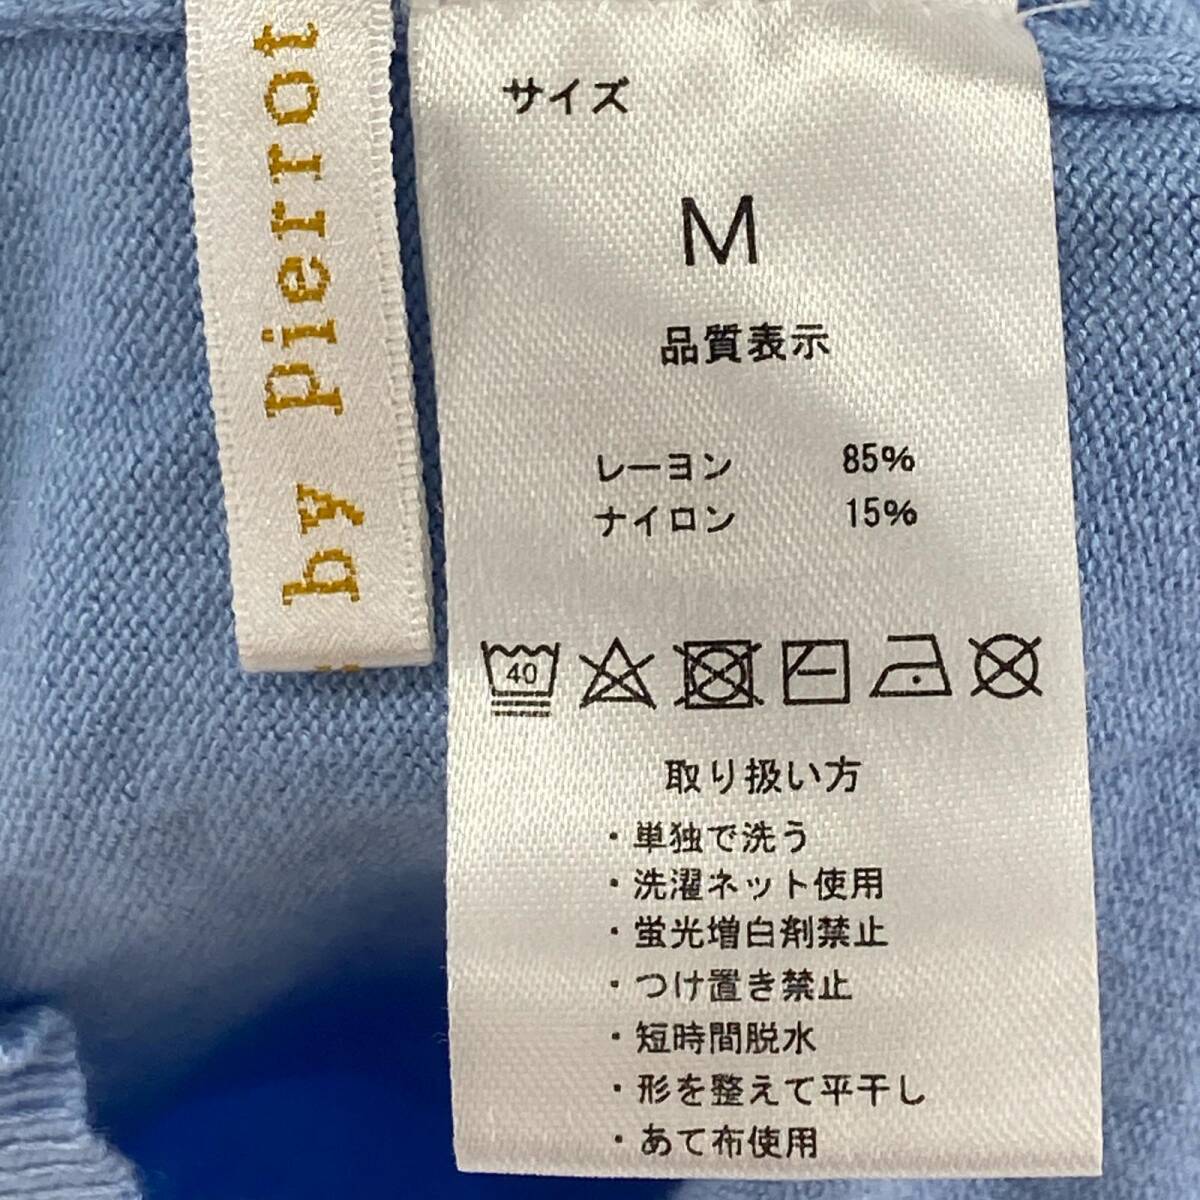 by pierrot
サイズ
M
品質表示
レーヨン 85%
ナイロン 15%
40
取り扱い方
・単独で洗う
・洗濯ネット使用
・蛍光増白剤禁止
・つけ置き禁止
・短時間脱水
・形を整えて平干し
・あて布使用